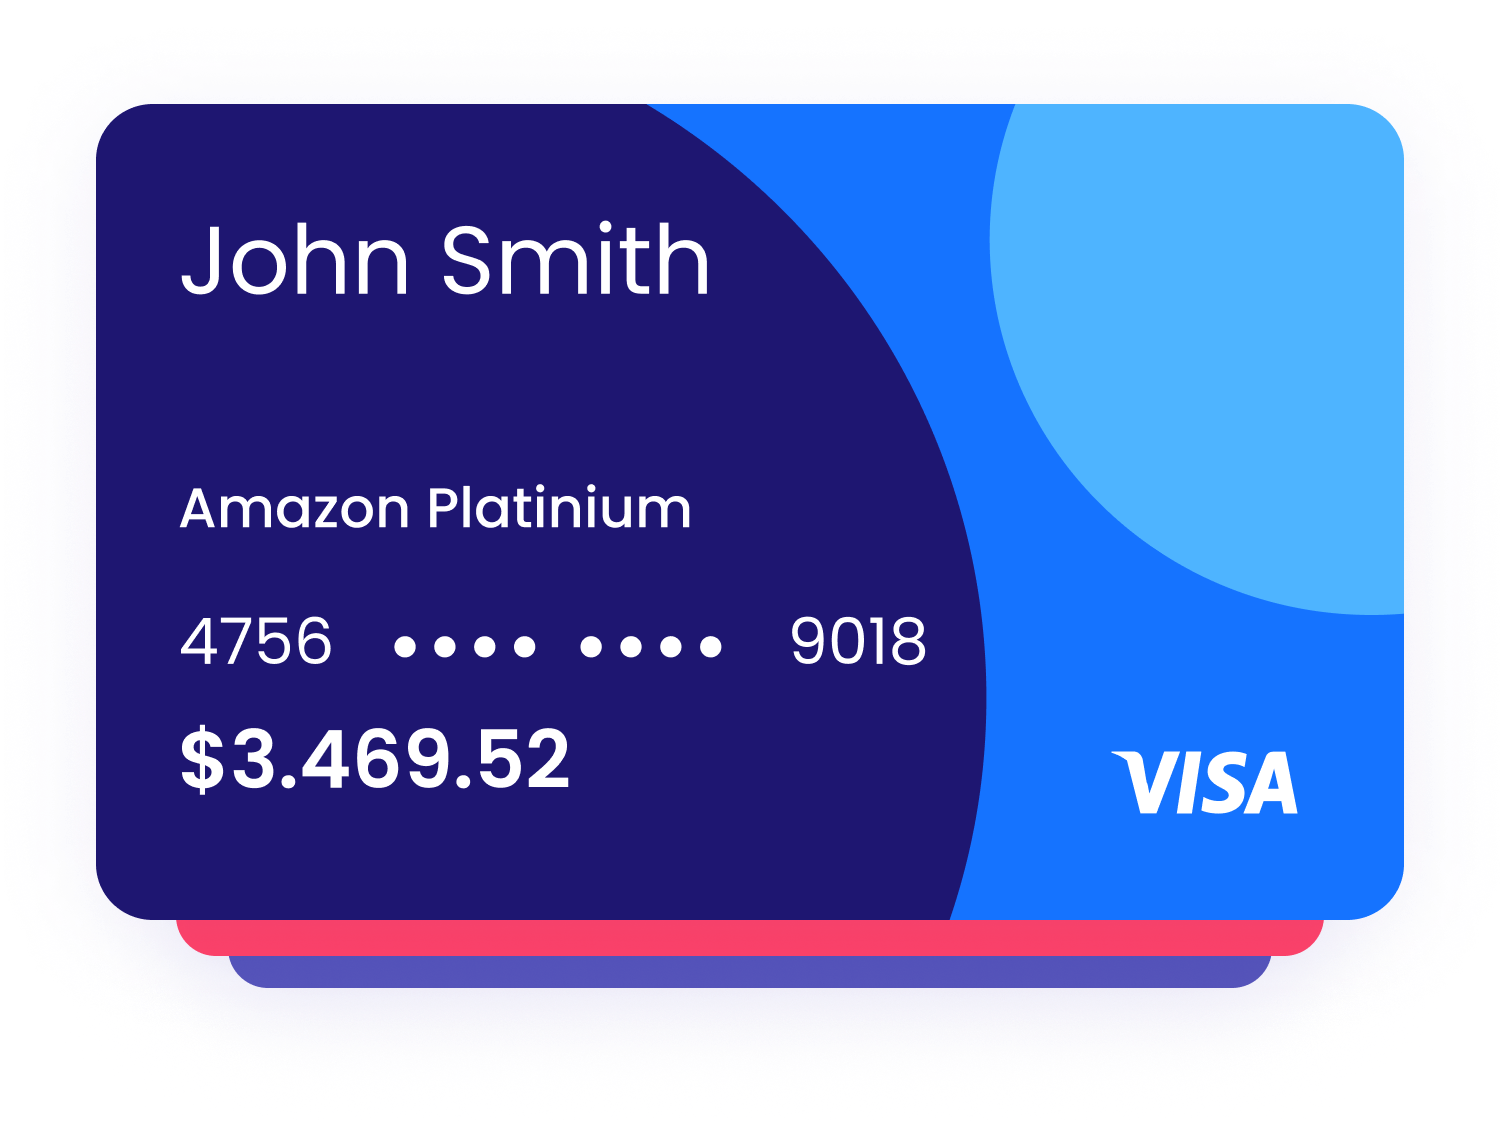 John Smith
Amazon Platinium
4756 •••• •••• 9018
$3.469.52
VISA